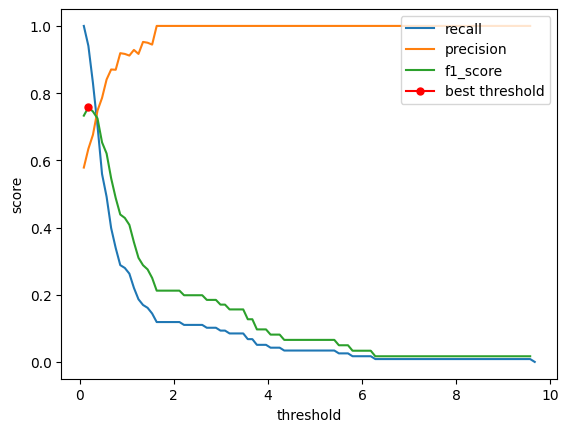 recall
precision
f1_score
best threshold
score
1.0
0.8
0.6
0.4
0.2
0.0
0 2 4 6 8 10
threshold